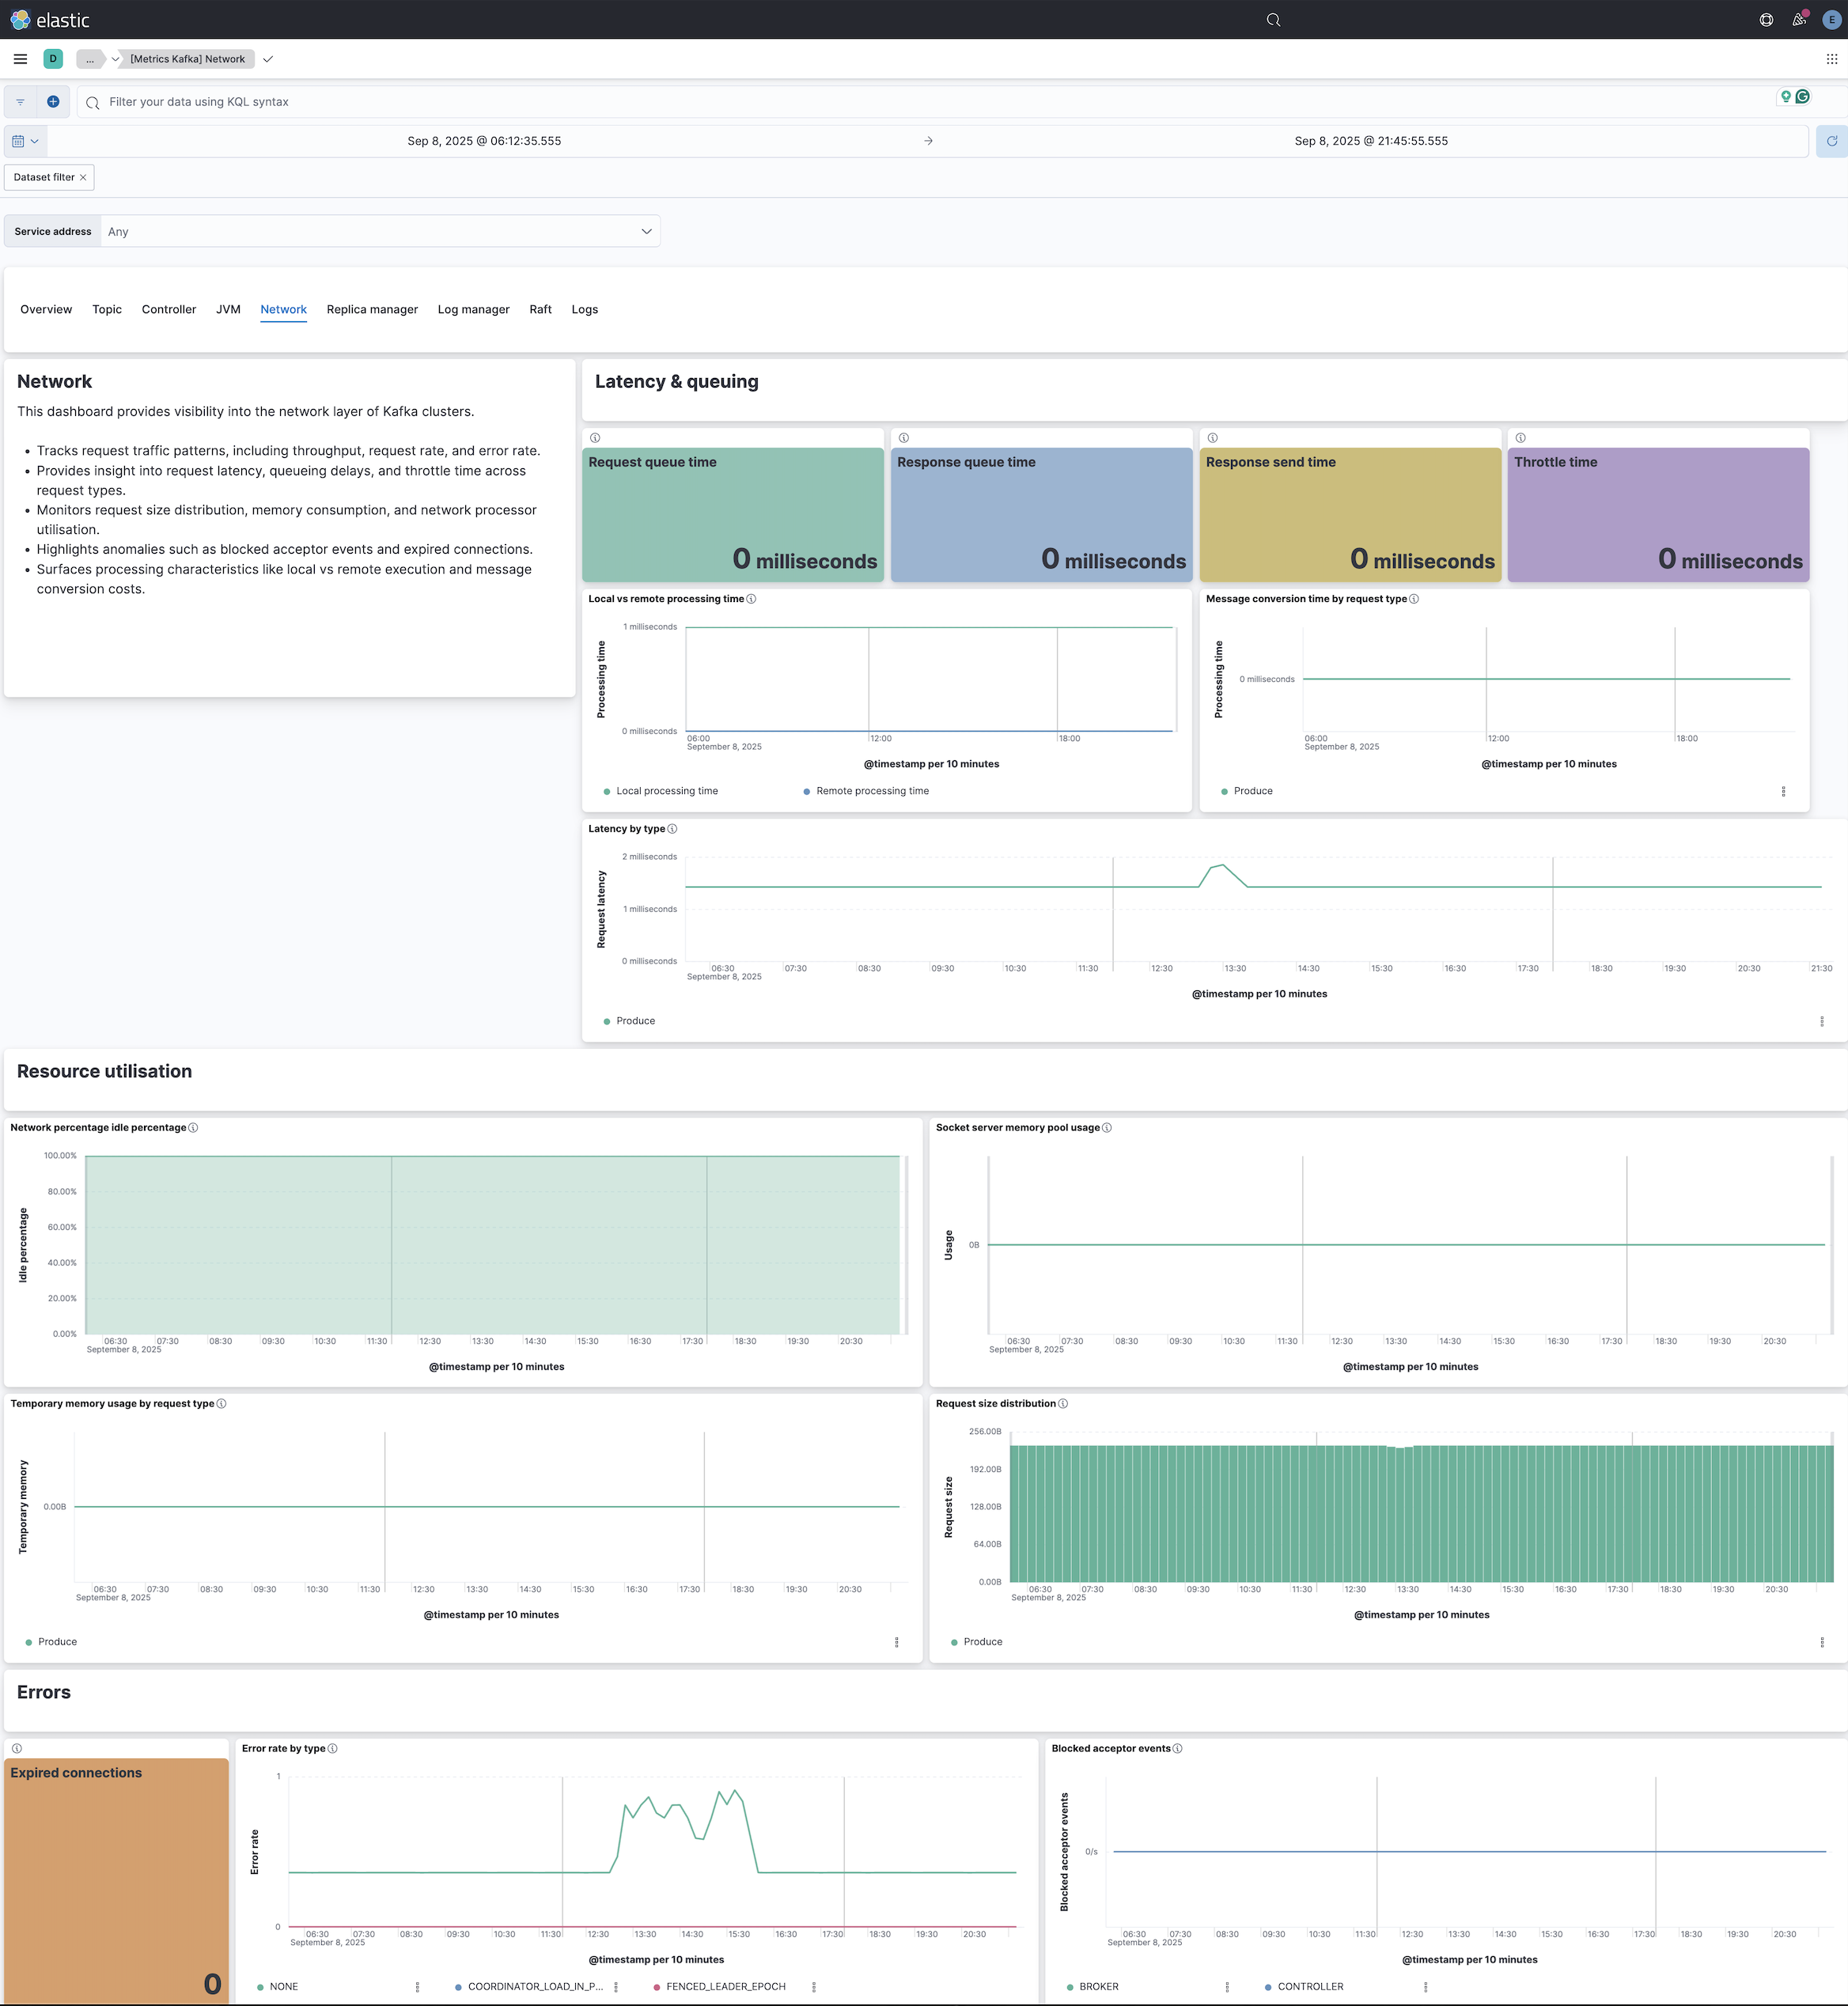 elastic
E
D
...
[Metrics Kafka] Network
Filter your data using KQL syntax
Sep 8, 2025 @ 06:12:35.555
→
Sep 8, 2025 @ 21:45:55.555
Dataset filter ×
Service address
Any
Overview Topic Controller JVM Network Replica manager Log manager Raft Logs
Network
This dashboard provides visibility into the network layer of Kafka clusters.
• Tracks request traffic patterns, including throughput, request rate, and error rate.
• Provides insight into request latency, queueing delays, and throttle time across
request types.
• Monitors request size distribution, memory consumption, and network processor
utilisation.
• Highlights anomalies such as blocked acceptor events and expired connections.
• Surfaces processing characteristics like local vs remote execution and message
conversion costs.
Latency & queuing
Request queue time
0 milliseconds
Response queue time
0 milliseconds
Response send time
0 milliseconds
Throttle time
0 milliseconds
Local vs remote processing time
Processing time
1 milliseconds
0 milliseconds
06:00 12:00 18:00
September 8, 2025
@timestamp per 10 minutes
Local processing time Remote processing time
Message conversion time by request type
Processing time
0 milliseconds
06:00 12:00 18:00
September 8, 2025
@timestamp per 10 minutes
Produce
Latency by type
Request latency
2 milliseconds
1 milliseconds
0 milliseconds
06:30 07:30 08:30 09:30 10:30 11:30 12:30 13:30 14:30 15:30 16:30 17:30 18:30 19:30 20:30 21:30
September 8, 2025
@timestamp per 10 minutes
Produce
Resource utilisation
Network percentage idle percentage
Idle percentage
100.00%
80.00%
60.00%
40.00%
20.00%
0.00%
06:30 07:30 08:30 09:30 10:30 11:30 12:30 13:30 14:30 15:30 16:30 17:30 18:30 19:30 20:30
September 8, 2025
@timestamp per 10 minutes
Socket server memory pool usage
Usage
0B
06:30 07:30 08:30 09:30 10:30 11:30 12:30 13:30 14:30 15:30 16:30 17:30 18:30 19:30 20:30
September 8, 2025
@timestamp per 10 minutes
Temporary memory usage by request type
Temporary memory
0.00B
06:30 07:30 08:30 09:30 10:30 11:30 12:30 13:30 14:30 15:30 16:30 17:30 18:30 19:30 20:30
September 8, 2025
@timestamp per 10 minutes
Produce
Request size distribution
Request size
256.00B
192.00B
128.00B
64.00B
0.00B
06:30 07:30 08:30 09:30 10:30 11:30 12:30 13:30 14:30 15:30 16:30 17:30 18:30 19:30 20:30
September 8, 2025
@timestamp per 10 minutes
Produce
Errors
Expired connections
0
Error rate by type
Error rate
1
0
06:30 07:30 08:30 09:30 10:30 11:30 12:30 13:30 14:30 15:30 16:30 17:30 18:30 19:30 20:30
September 8, 2025
@timestamp per 10 minutes
NONE COORDINATOR_LOAD_IN_P... FENCED_LEADER_EPOCH
Blocked acceptor events
Blocked acceptor events
0/s
06:30 07:30 08:30 09:30 10:30 11:30 12:30 13:30 14:30 15:30 16:30 17:30 18:30 19:30 20:30
September 8, 2025
@timestamp per 10 minutes
BROKER CONTROLLER